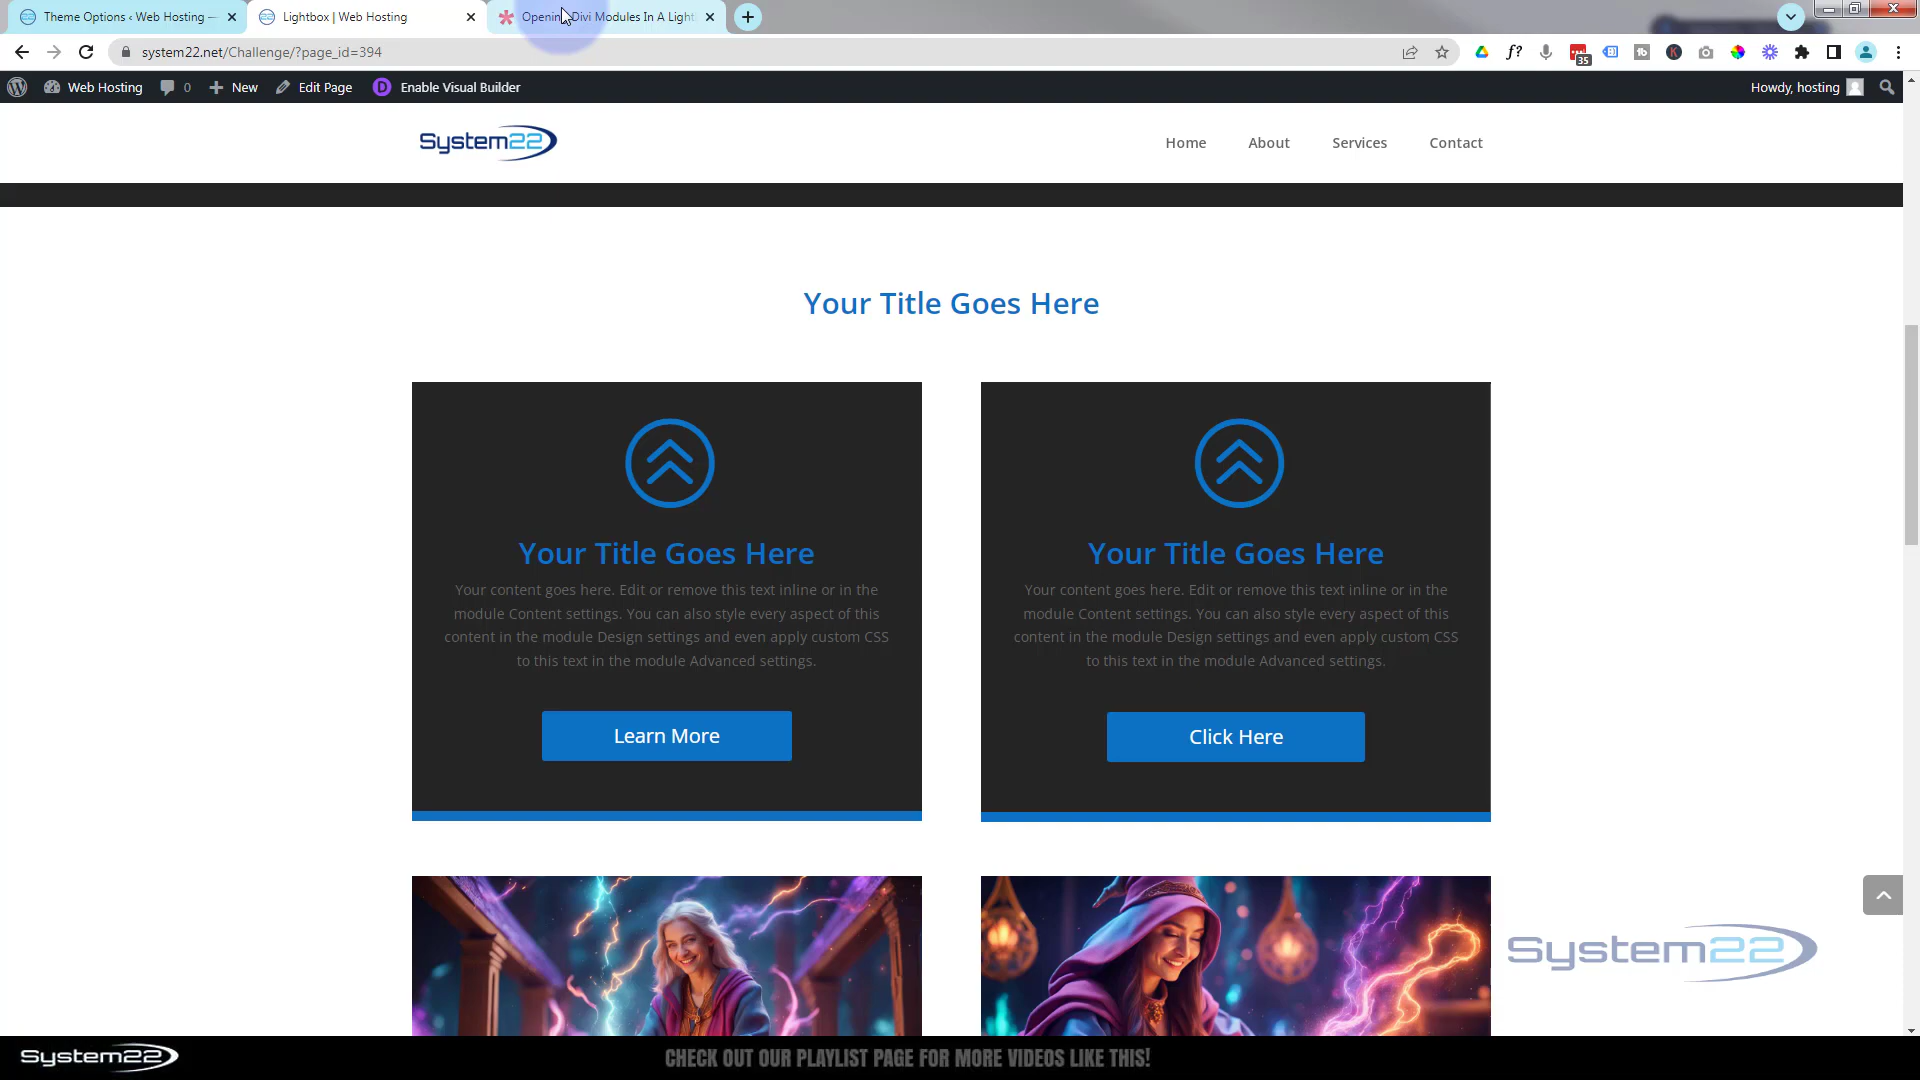 Theme Options ‹ Web Hosting —
Lightbox | Web Hosting
Opening Divi Modules In A Light
system22.net/Challenge/?page_id=394
35
Web Hosting
0
New
Edit Page
D
Enable Visual Builder
Howdy, hosting
System22
Home
About
Services
Contact
Your Title Goes Here
Your Title Goes Here
Your content goes here. Edit or remove this text inline or in the
module Content settings. You can also style every aspect of this
content in the module Design settings and even apply custom CSS
to this text in the module Advanced settings.
Learn More
Your Title Goes Here
Your content goes here. Edit or remove this text inline or in the
module Content settings. You can also style every aspect of this
content in the module Design settings and even apply custom CSS
to this text in the module Advanced settings.
Click Here
System22
System22
CHECK OUT OUR PLAYLIST PAGE FOR MORE VIDEOS LIKE THIS!